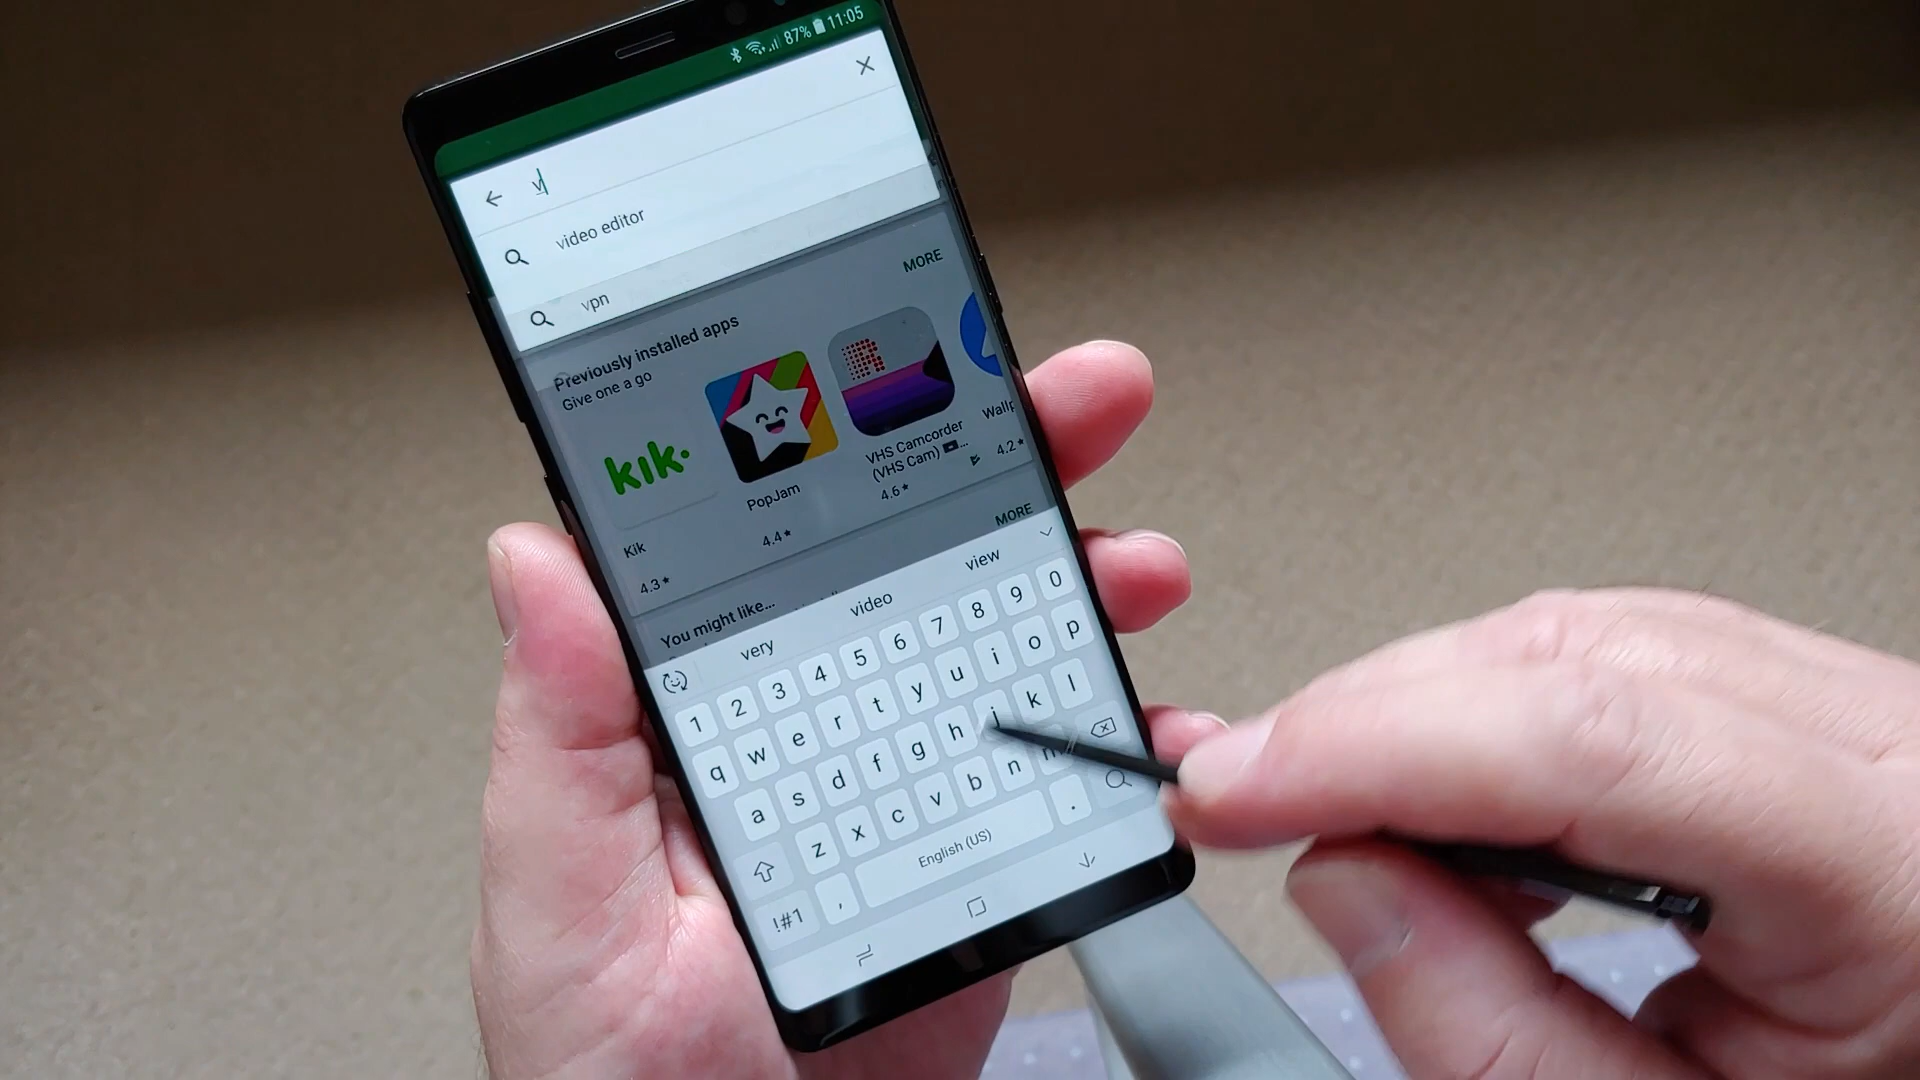 87% 11:05
v
video editor
vpn
MORE
Previously installed apps
Give one a go
kik.
R
Kik
4.3★
PopJam
4.4★
VHS Camcorder
(VHS Cam) ...
4.6★
4.2★
MORE
You might like...
very video view
1 2 3 4 5 6 7 8 9 0
q w e r t y u i o p
a s d f g h j k l
z x c v b n m
!#1 , English (US) .